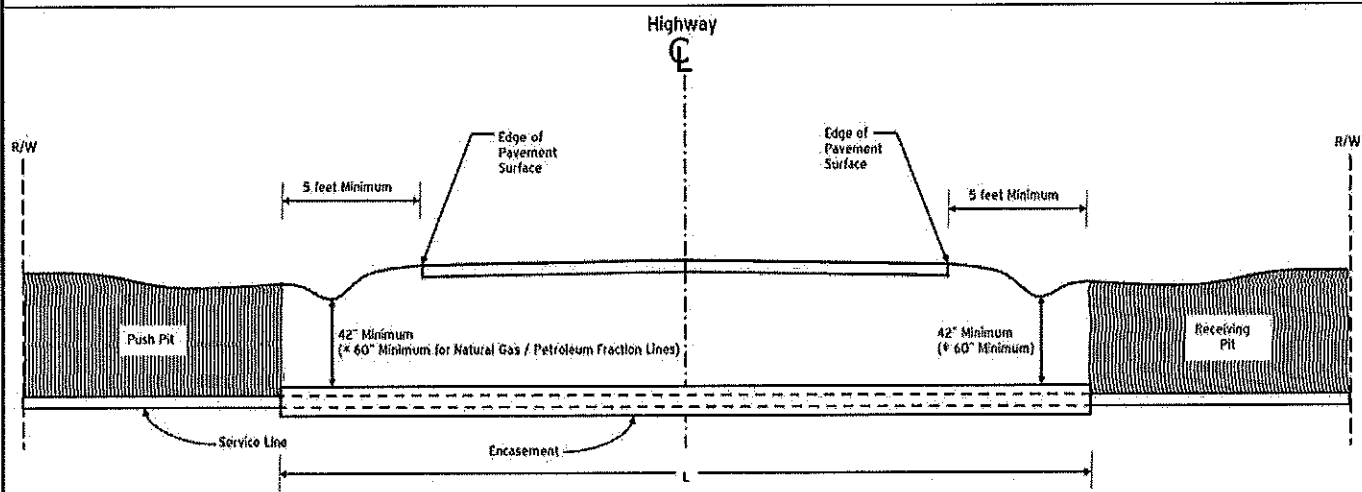 Highway
℄
R/W
Edge of
Pavement
Surface
Edge of
Pavement
Surface
R/W
5 feet Minimum
5 feet Minimum
Push Pit
42" Minimum
(* 60" Minimum for Natural Gas / Petroleum Fraction Lines)
42" Minimum
(* 60" Minimum)
Receiving
Pit
Service Line
Encasement
L